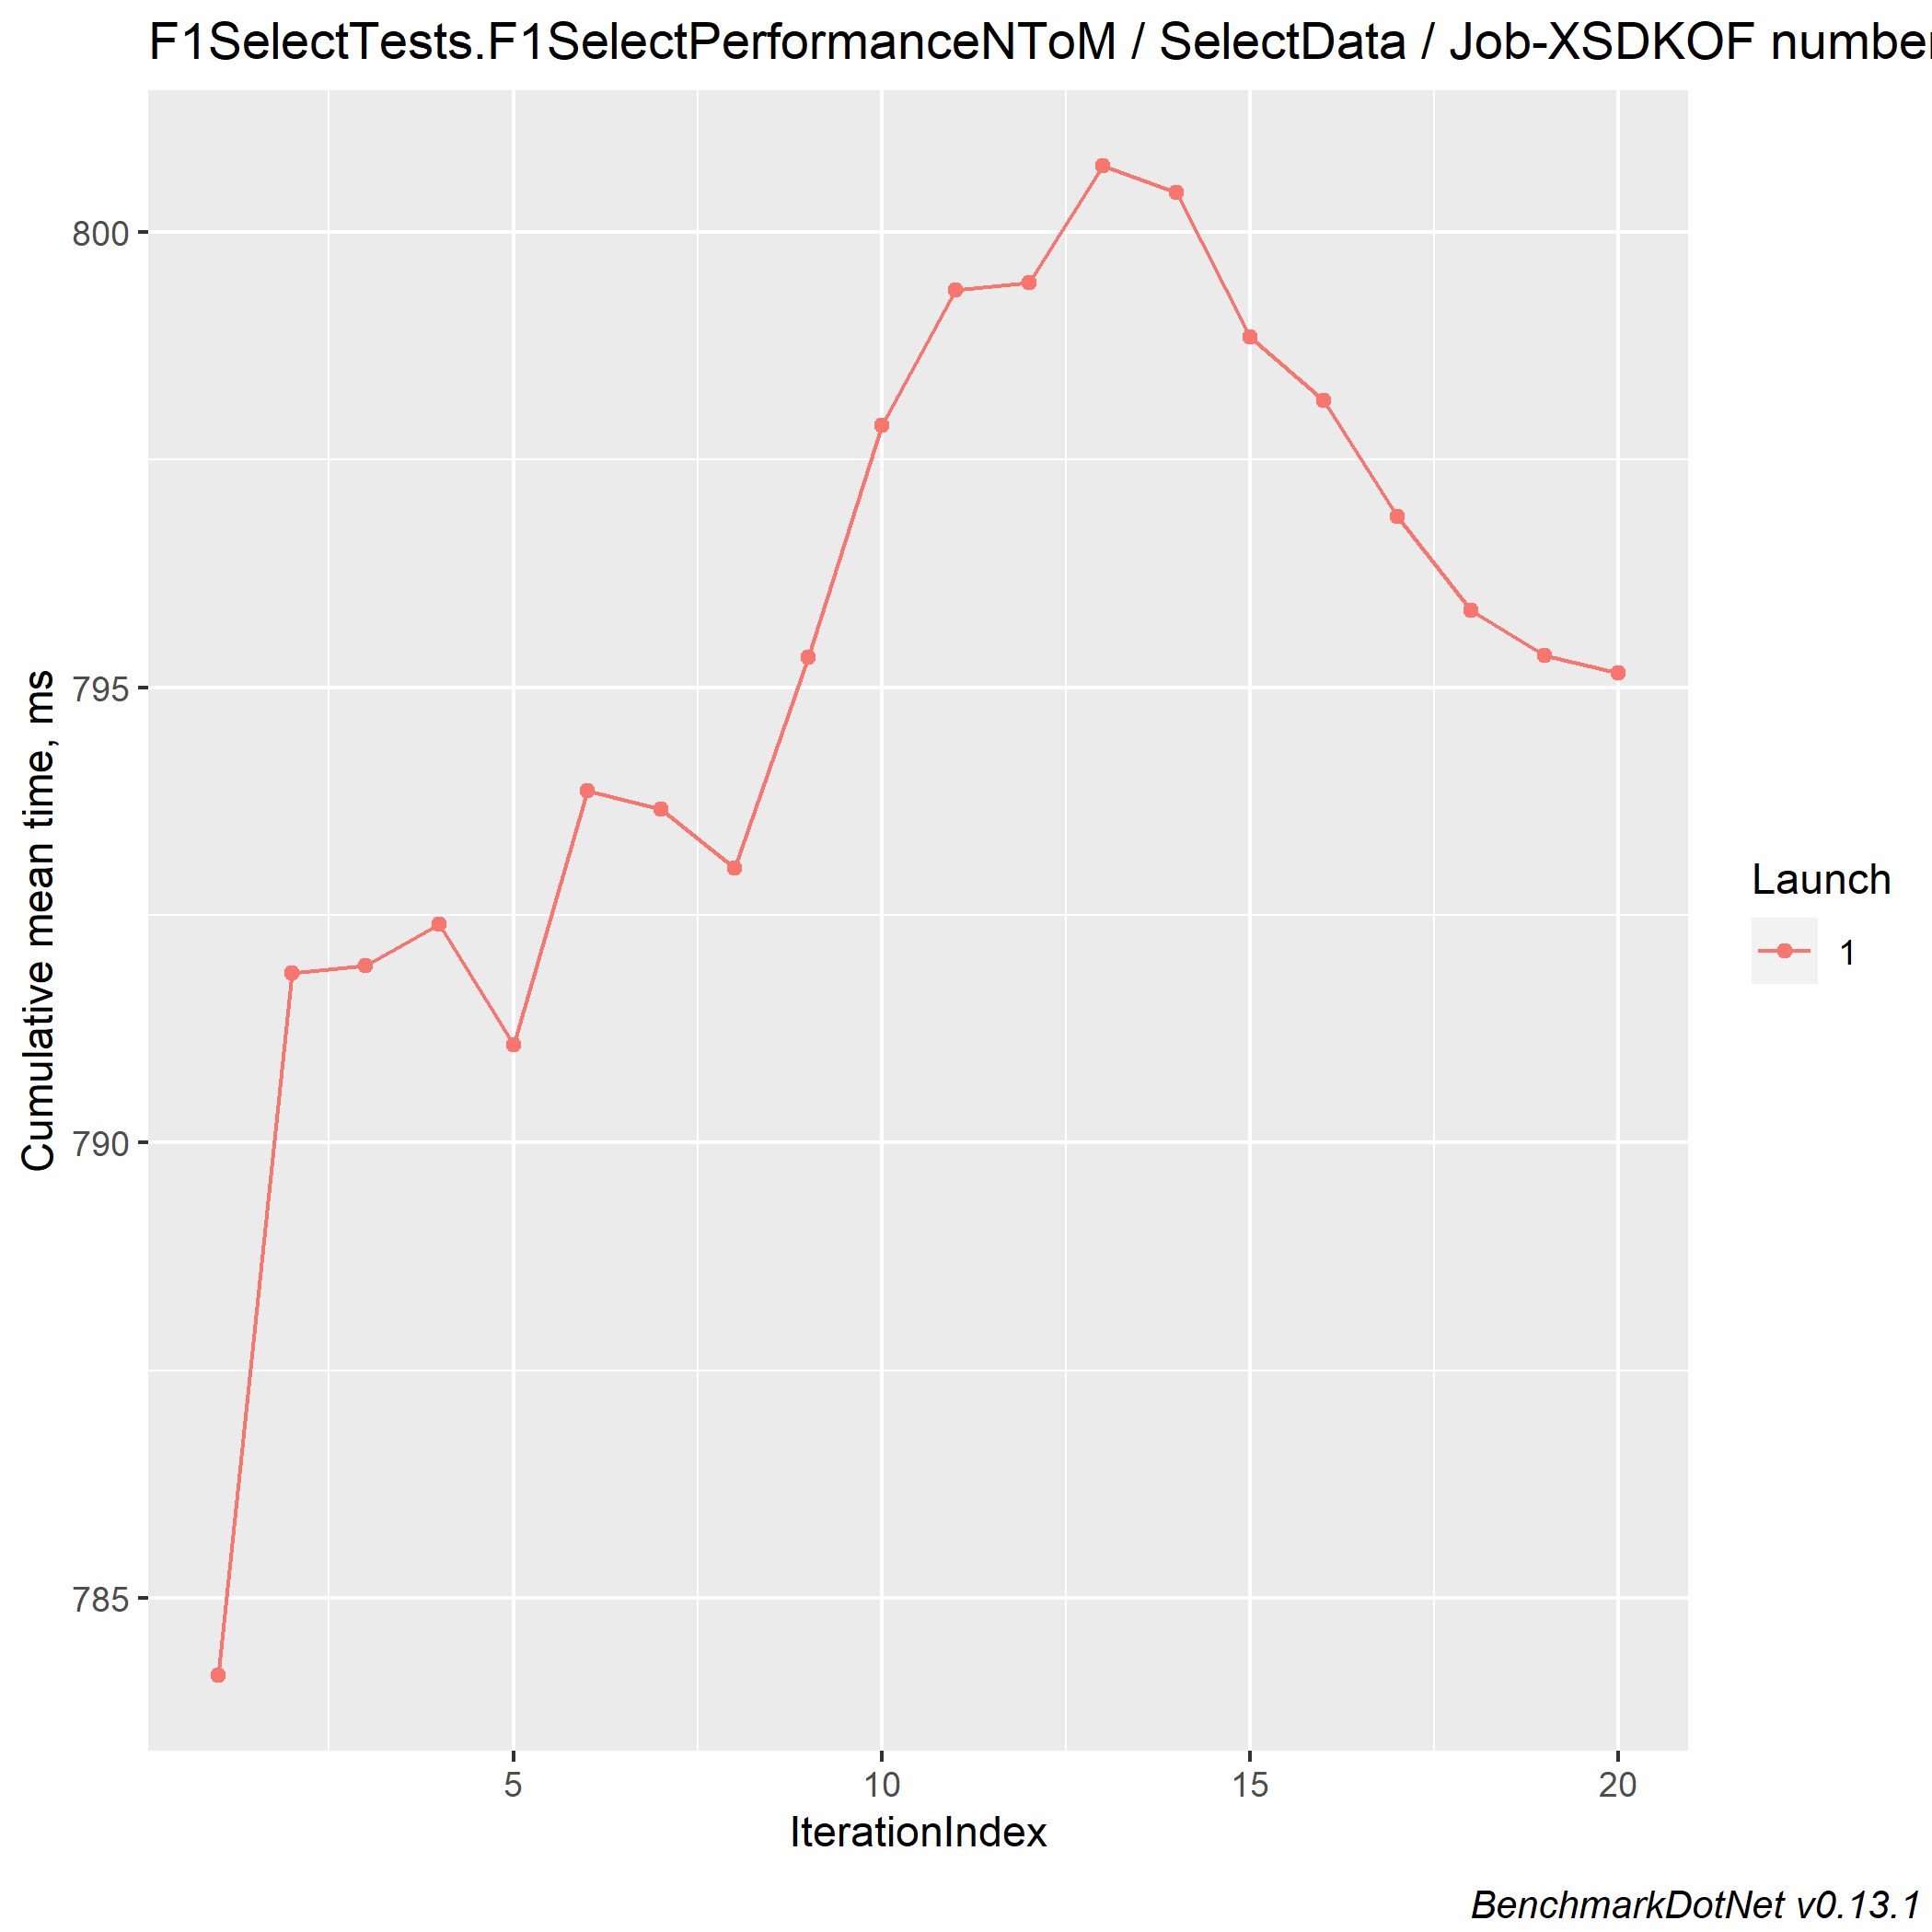 F1SelectTests.F1SelectPerformanceNToM / SelectData / Job-XSDKOF number
Cumulative mean time, ms
800
795
790
785
5 10 15 20
IterationIndex
Launch
1
BenchmarkDotNet v0.13.1